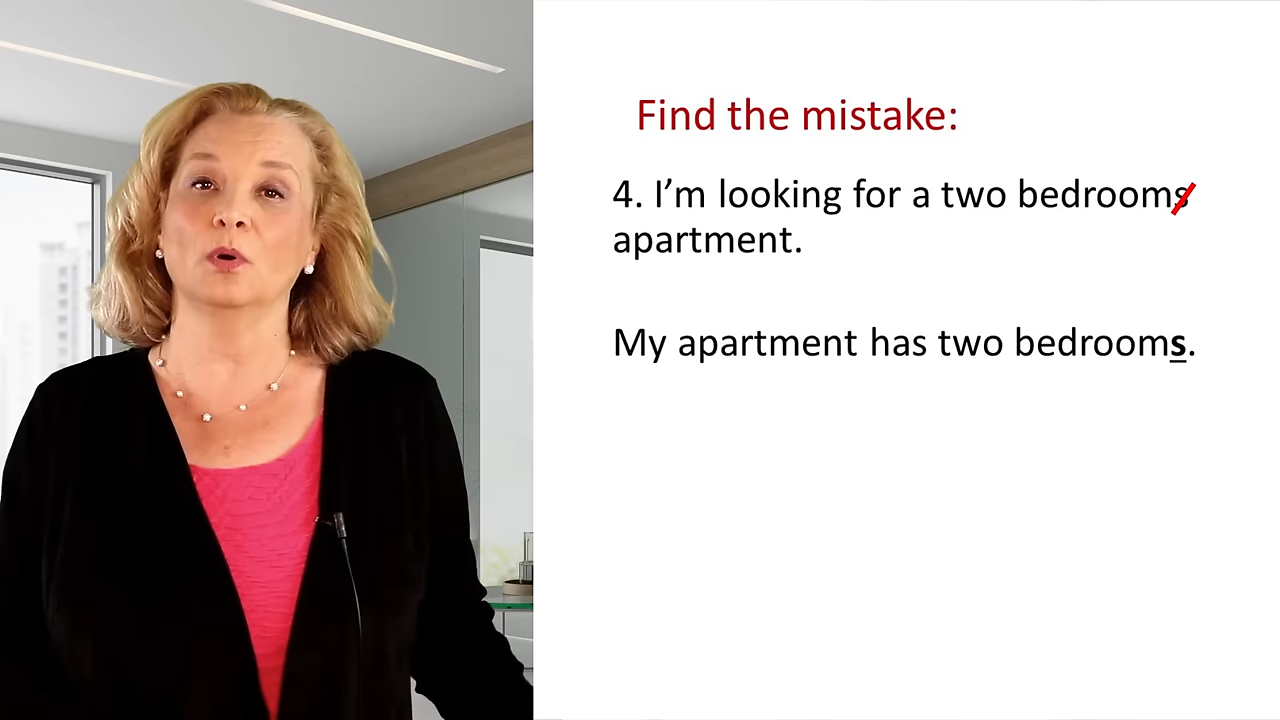 Find the mistake:
4. I’m looking for a two bedrooms
apartment.
My apartment has two bedrooms.